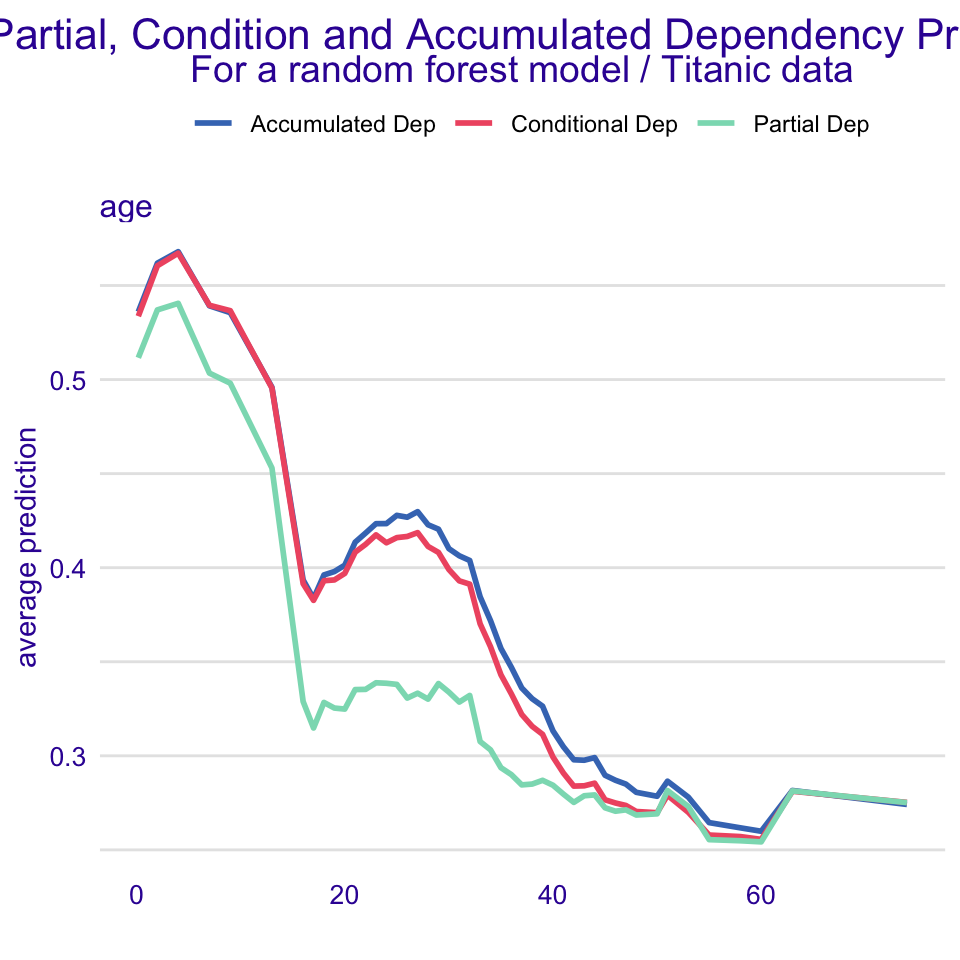 Partial, Condition and Accumulated Dependency Pr
For a random forest model / Titanic data
Accumulated Dep Conditional Dep Partial Dep
age
average prediction
0.5
0.4
0.3
0 20 40 60